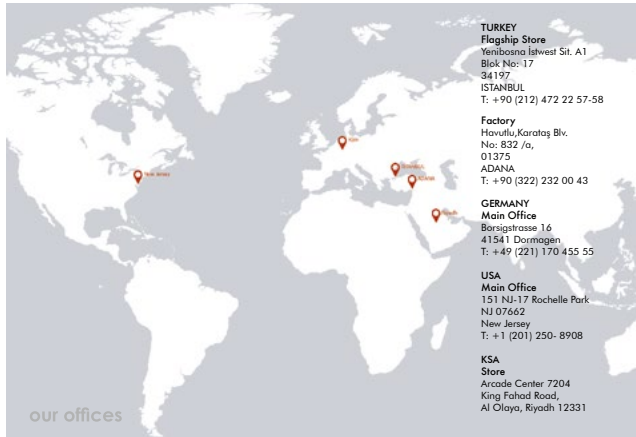 TURKEY
Flagship Store
Yenibosna İstwest Sit. A1
Blok No: 17
34197
ISTANBUL
T: +90 (212) 472 22 57-58
Factory
Havutlu,Karataş Blv.
No: 832 /a,
01375
ADANA
T: +90 (322) 232 00 43
GERMANY
Main Office
Borsigstrasse 16
41541 Dormagen
T: +49 (221) 170 455 55
USA
Main Office
151 NJ-17 Rochelle Park
NJ 07662
New Jersey
T: +1 (201) 250- 8908
KSA
Store
Arcade Center 7204
King Fahad Road,
Al Olaya, Riyadh 12331
New Jersey
Riyadh
our offices